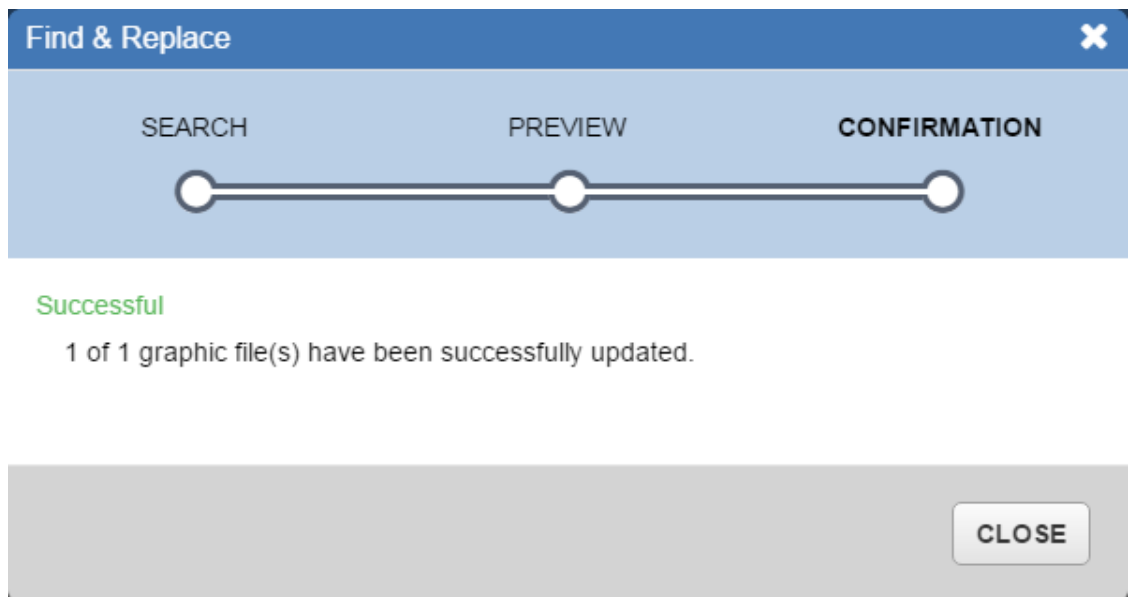 Find & Replace
SEARCH PREVIEW CONFIRMATION
Successful
1 of 1 graphic file(s) have been successfully updated.
CLOSE